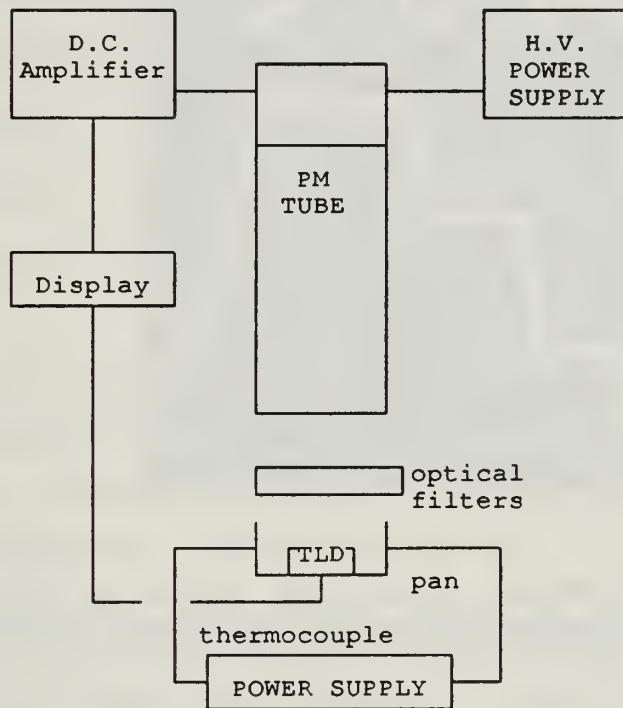 D.C.
Amplifier
H.V.
POWER
SUPPLY
PM
TUBE
Display
optical
filters
TLD
pan
thermocouple
POWER SUPPLY